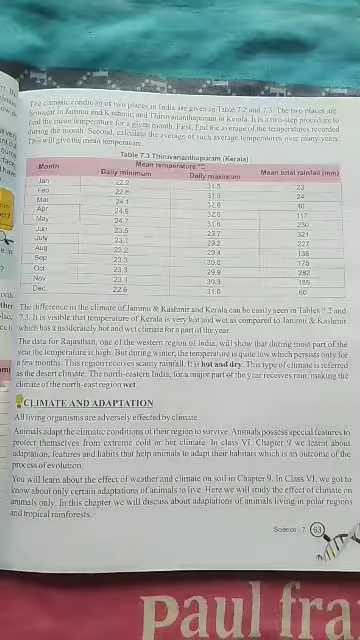 The climatic condition of two places in India are given in Table 7.2 and 7.3. The two places are
Srinagar in Jammu and Kashmir and Thiruvananthapuram in Kerala. It is a two-step procedure to
find the mean temperature for a given month. First, find the average of the temperatures recorded
during the month. Second, calculate the average of such average temperatures over many years.
This will give the mean temperature.
Table 7.3 Thiruvananthapuram (Kerala)
Month Mean temperature °C Mean total rainfall (mm)
Daily minimum Daily maximum
Jan 22.2 31.5 23
Feb 22.8 31.9 24
Mar 24.1 32.6 40
Apr 24.9 32.6 117
May 24.7 31.6 230
Jun 23.5 29.7 321
July 23.1 29.2 227
Aug 23.2 29.4 138
Sep 23.3 30.0 175
Oct 23.3 29.9 282
Nov 23.1 30.3 185
Dec 22.6 31.0 66
The difference in the climate of Jammu & Kashmir and Kerala can be easily seen in Tables 7.2 and
7.3. It is visible that temperature of Kerala is very hot and wet as compared to Jammu & Kashmir
which has a moderately hot and wet climate for a part of the year.
The data for Rajasthan, one of the western region of India, will show that during most part of the
year the temperature is high. But during winter, the temperature is quite low which persists only for
a few months. This region receives scanty rainfall. It is hot and dry. This type of climate is referred
as the desert climate. The north-eastern India, for a major part of the year receives rain, making the
climate of the north-east region wet
CLIMATE AND ADAPTATION
All living organisms are adversely effected by climate.
Animals adapt the climatic conditions of their region to survive. Animals possess special features to
protect themselves from extreme cold or hot climate. In class VI, Chapter 9 we learnt about
adaptation, features and habits that help animals to adapt their habitats which is an outcome of the
process of evolution.
You will learn about the effect of weather and climate on soil in Chapter 9. In Class VI, we got to
know about only certain adaptations of animals to live. Here we will study the effect of climate on
animals only. In this chapter we will discuss about adaptations of animals living in polar regions
and tropical rainforests.
Science - 7 63
Paul fra